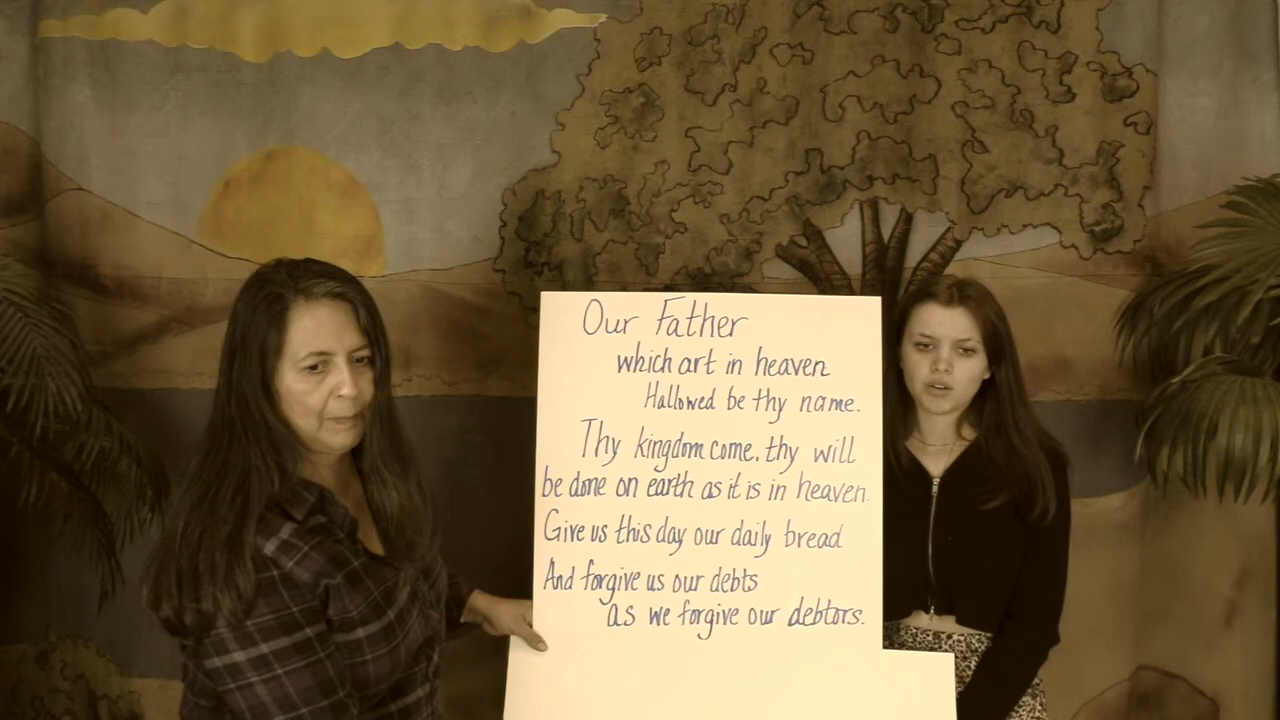 Our Father
which art in heaven
Hallowed be thy name.
Thy kingdom come. thy will
be done on earth as it is in heaven.
Give us this day our daily bread
And forgive us our debts
as we forgive our debtors.